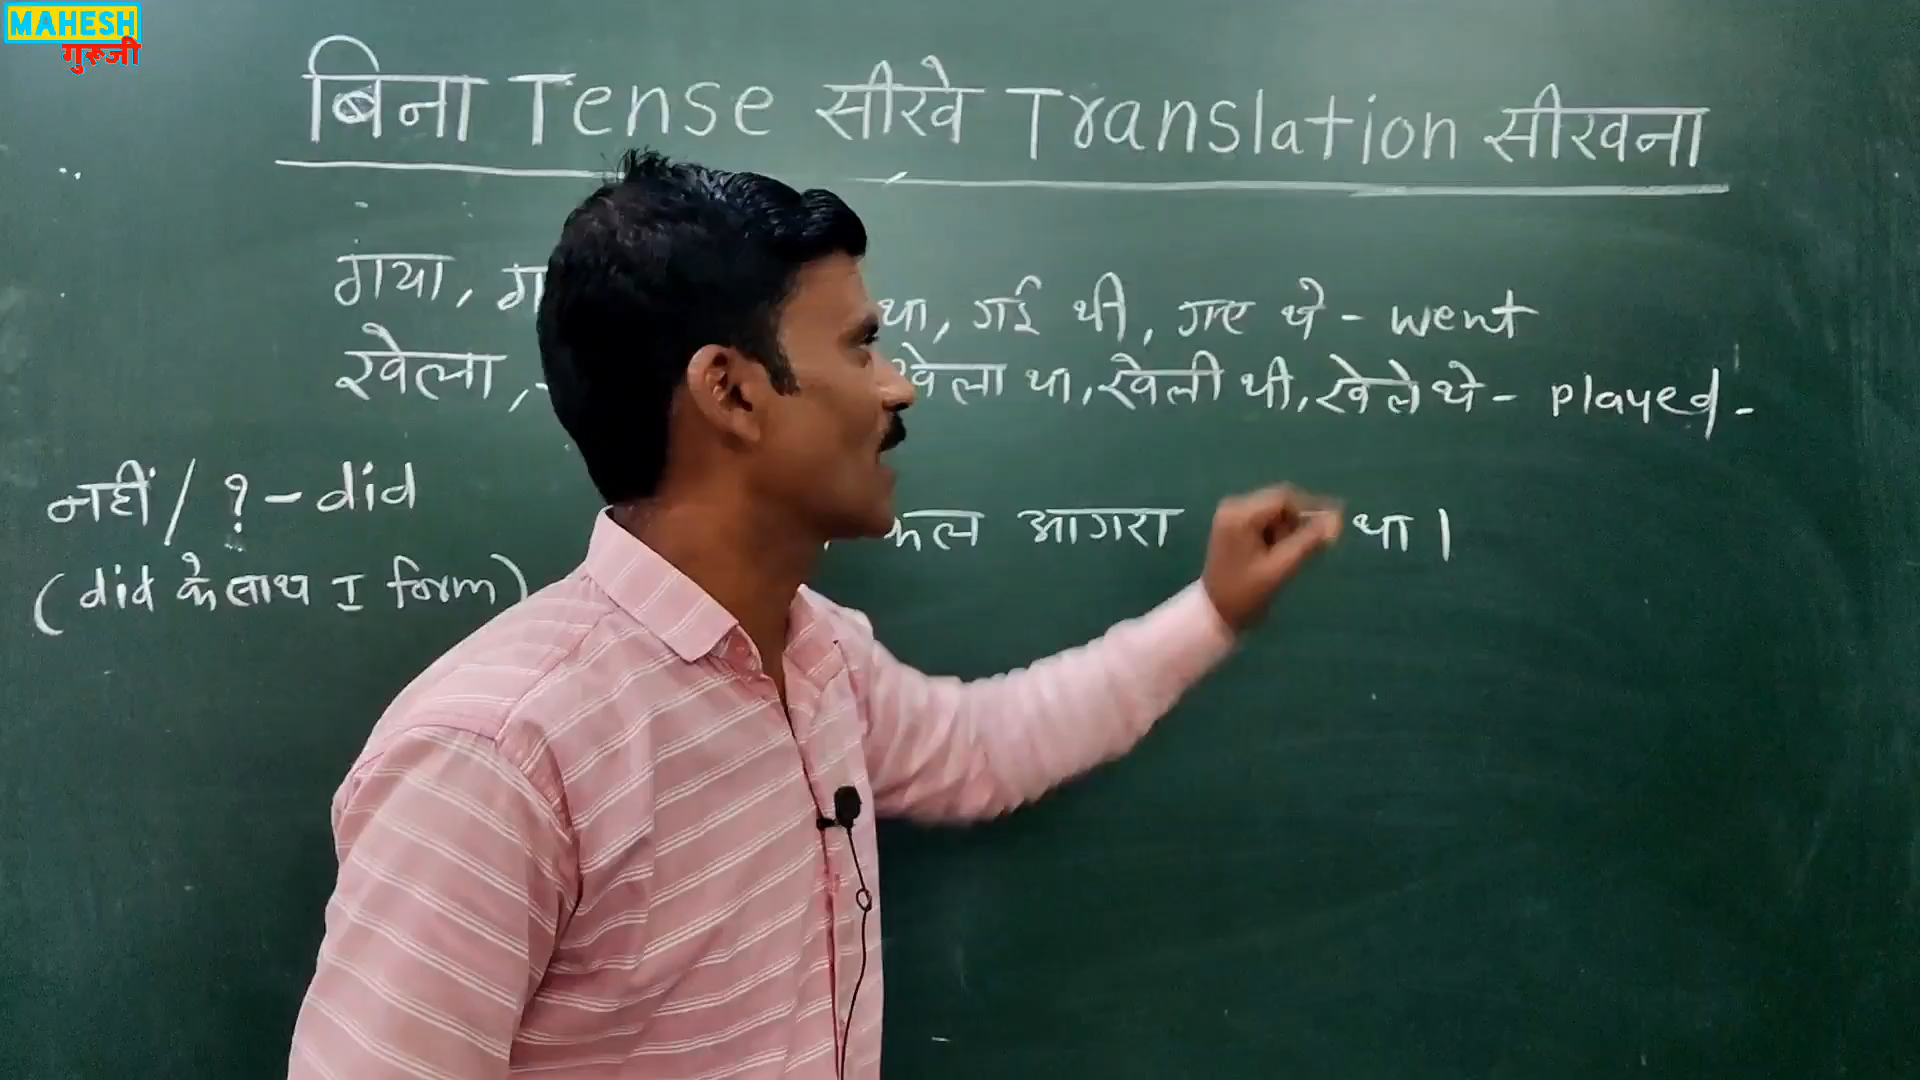 MAHESH
गुरूजी
बिना Tense सीखे Translation सीखना
गया, था, गई थी, गए थे - went
खेला, खेला था, खेली थी, खेले थे - played -
नहीं / ? - did
कल आगरा था।
(did के साथ I form)